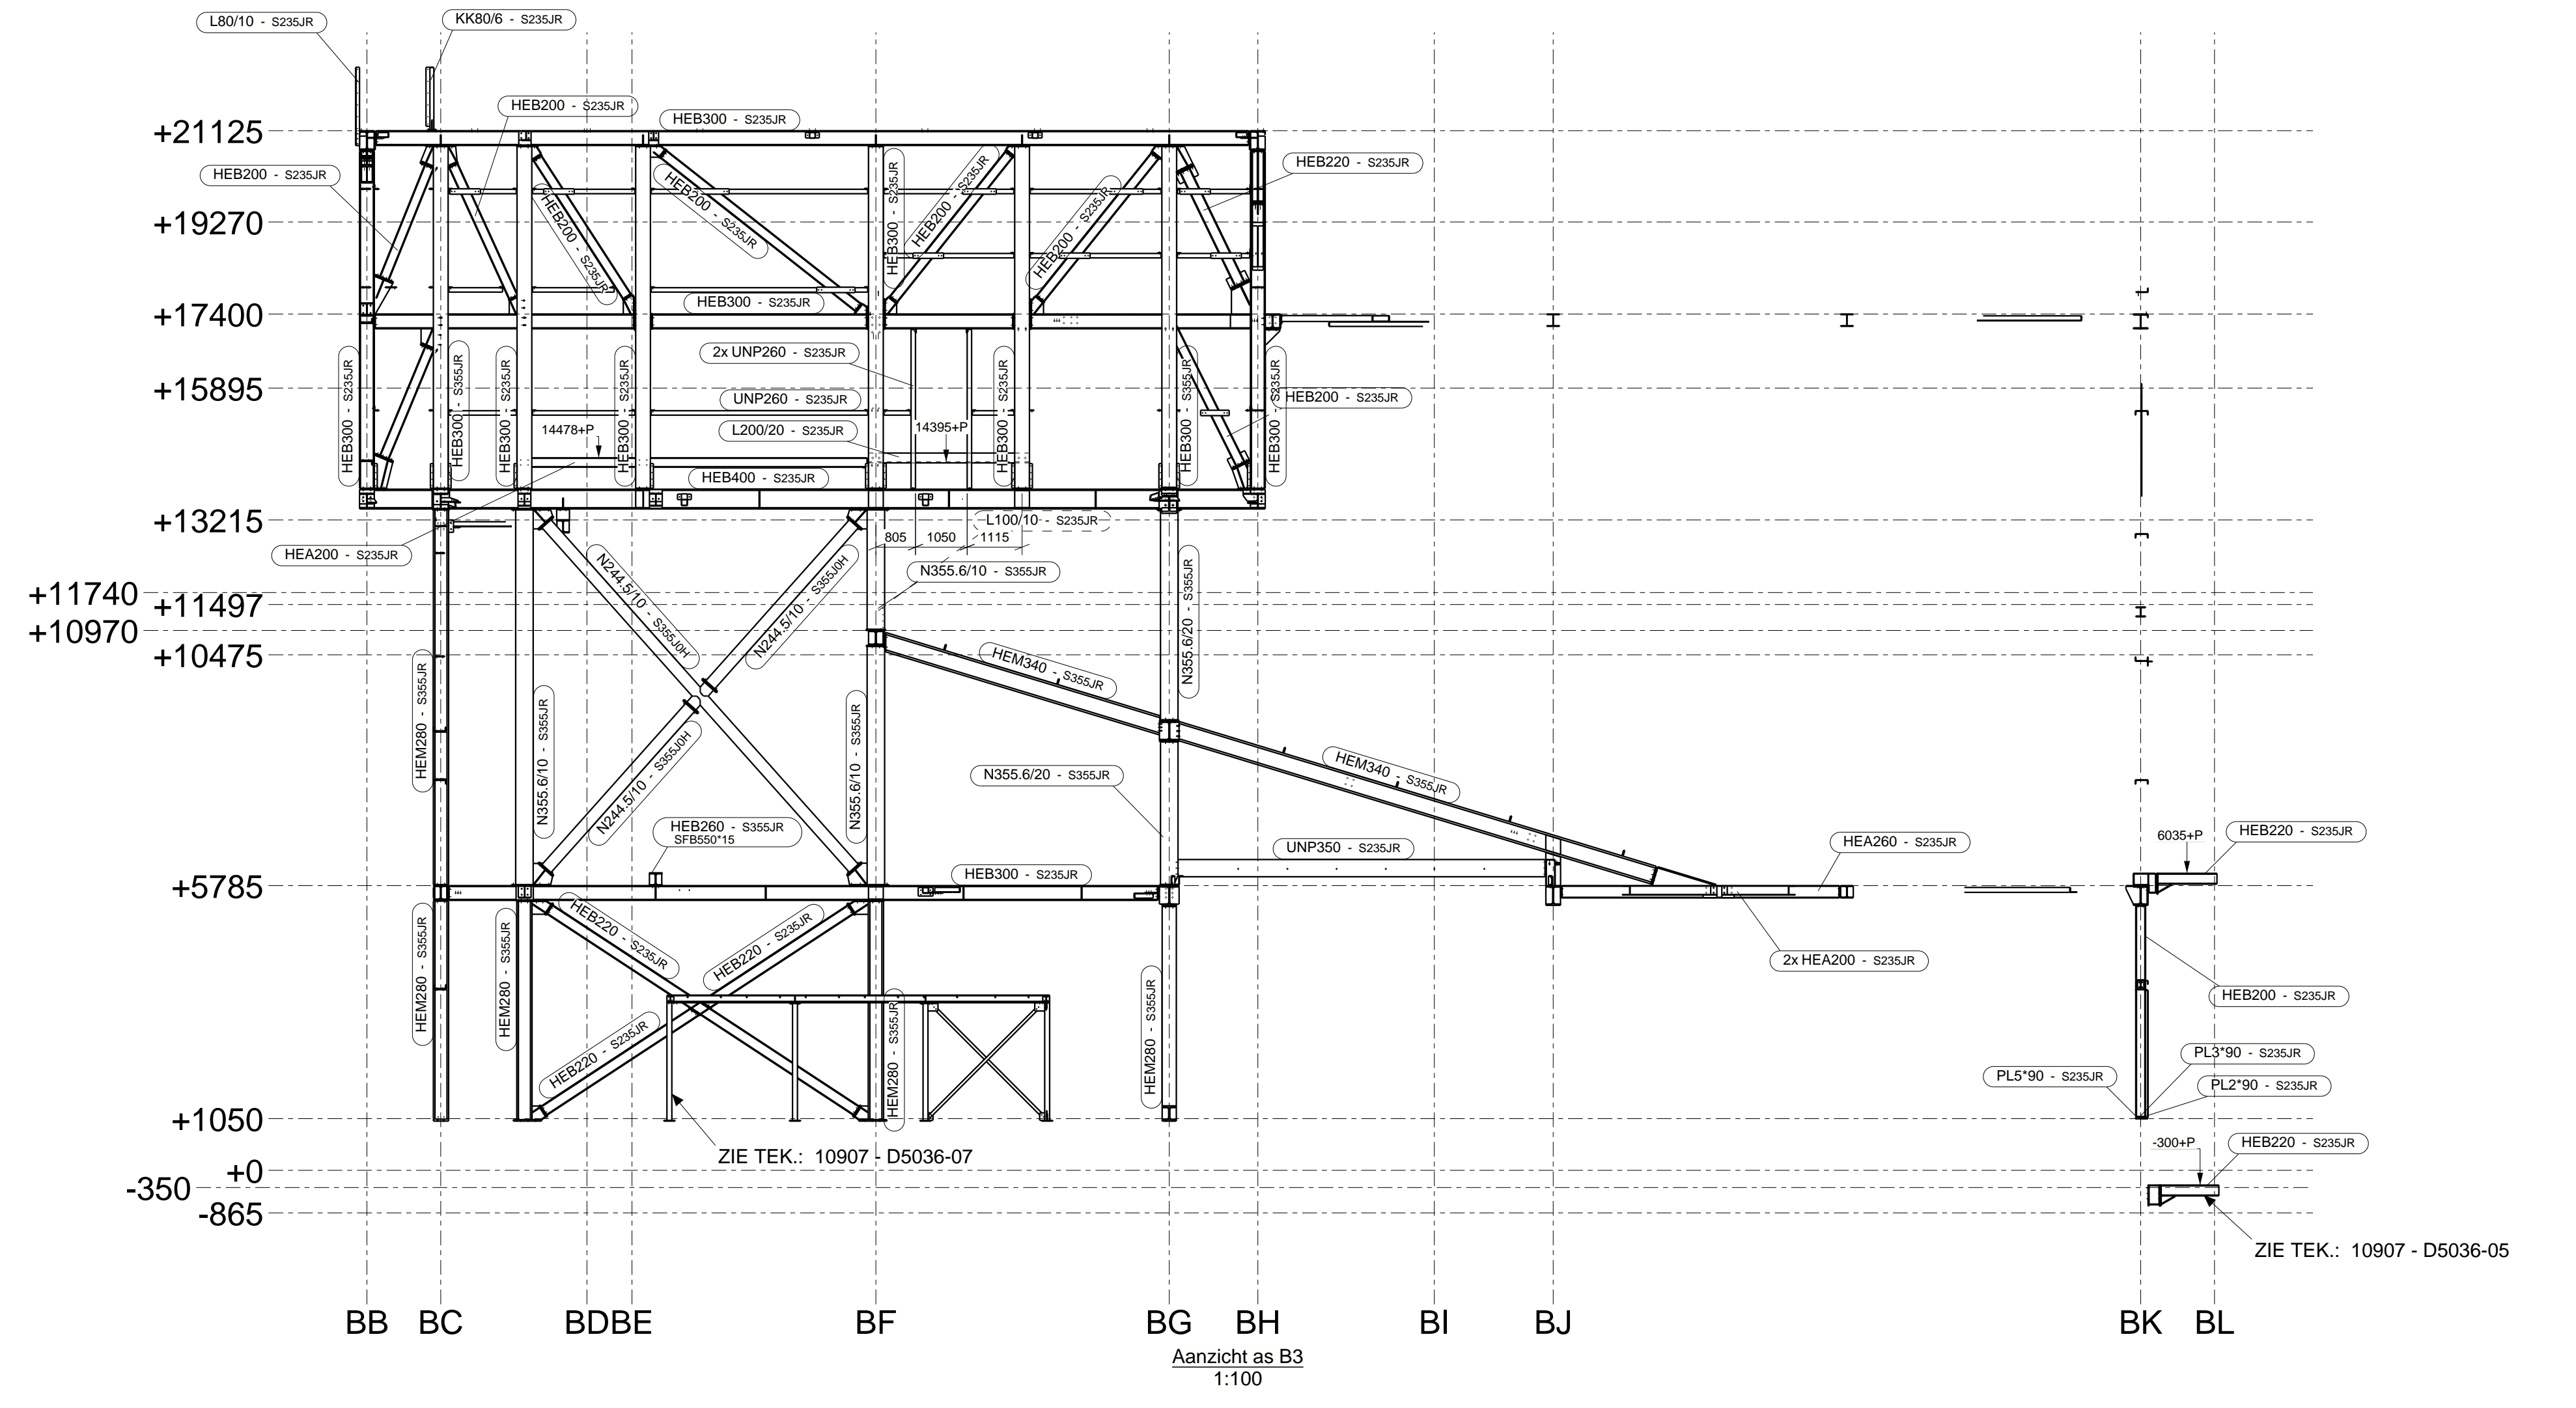 L80/10 - S235JR
KK80/6 - S235JR
HEB200 - S235JR
HEB300 - S235JR
+21125
HEB200 - S235JR
HEB220 - S235JR
HEB200 - S235JR
HEB200 - S235JR
HEB300 - S235JR
HEB200 - S235JR
HEB200 - S235JR
+19270
HEB300 - S235JR
+17400
2x UNP260 - S235JR
HEB300 - S235JR
HEB300 - S355JR
HEB300 - S235JR
HEB300 - S235JR
HEB300 - S235JR
HEB300 - S355JR
HEB300 - S235JR
+15895
UNP260 - S235JR
HEB200 - S235JR
14478+P
L200/20 - S235JR
14395+P
HEB400 - S235JR
+13215
L100/10 - S235JR
805
1050
1115
HEA200 - S235JR
N244.5/10 - S355J0H
N244.5/10 - S355J0H
N355.6/10 - S355JR
N355.6/20 - S355JR
+11740
+11497
+10970
+10475
HEM340 - S355JR
HEM280 - S355JR
N355.6/10 - S355JR
N244.5/10 - S355J0H
N355.6/10 - S355JR
N355.6/20 - S355JR
HEM340 - S355JR
HEB260 - S355JR
SFB550*15
UNP350 - S235JR
HEA260 - S235JR
6035+P
HEB220 - S235JR
+5785
HEB300 - S235JR
HEM280 - S355JR
HEM280 - S355JR
HEB220 - S235JR
HEB220 - S235JR
HEM280 - S355JR
2x HEA200 - S235JR
HEB200 - S235JR
HEB220 - S235JR
HEM280 - S355JR
PL3*90 - S235JR
PL5*90 - S235JR
PL2*90 - S235JR
+1050
ZIE TEK.: 10907 - D5036-07
-300+P
HEB220 - S235JR
+0
-350
-865
ZIE TEK.: 10907 - D5036-05
BB
BC
BD
BE
BF
BG
BH
BI
BJ
BK
BL
Aanzicht as B3
1:100